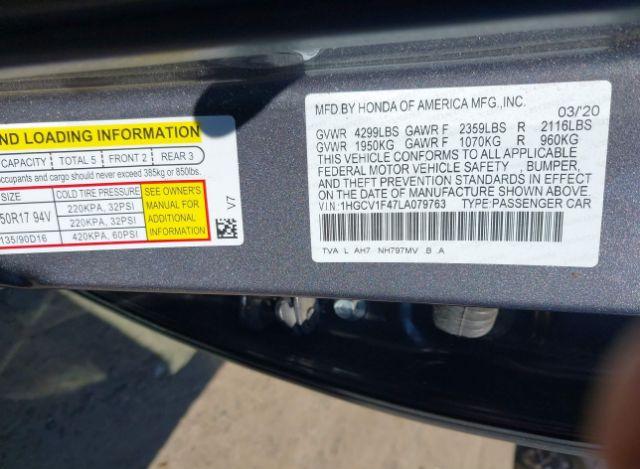 ND LOADING INFORMATION
CAPACITY TOTAL 5 FRONT 2 REAR 3
occupants and cargo should never exceed 385kg or 850lbs.
COLD TIRE PRESSURE
50R17 94V 220KPA, 32PSI
220KPA, 32PSI
135/90D16 420KPA, 60PSI
SEE OWNER'S
MANUAL FOR
ADDITIONAL
INFORMATION
V7
MFD BY HONDA OF AMERICA MFG.,INC.
03/'20
GVWR 4299LBS GAWR F 2359LBS R 2116LBS
GVWR 1950KG GAWR F 1070KG R 960KG
THIS VEHICLE CONFORMS TO ALL APPLICABLE
FEDERAL MOTOR VEHICLE SAFETY , BUMPER,
AND THEFT PREVENTION STANDARDS IN EFFECT
ON THE DATE OF MANUFACTURE SHOWN ABOVE.
V.I.N: 1HGCV1F47LA079763 TYPE:PASSENGER CAR
TVA L AH7 NH797MV B .A